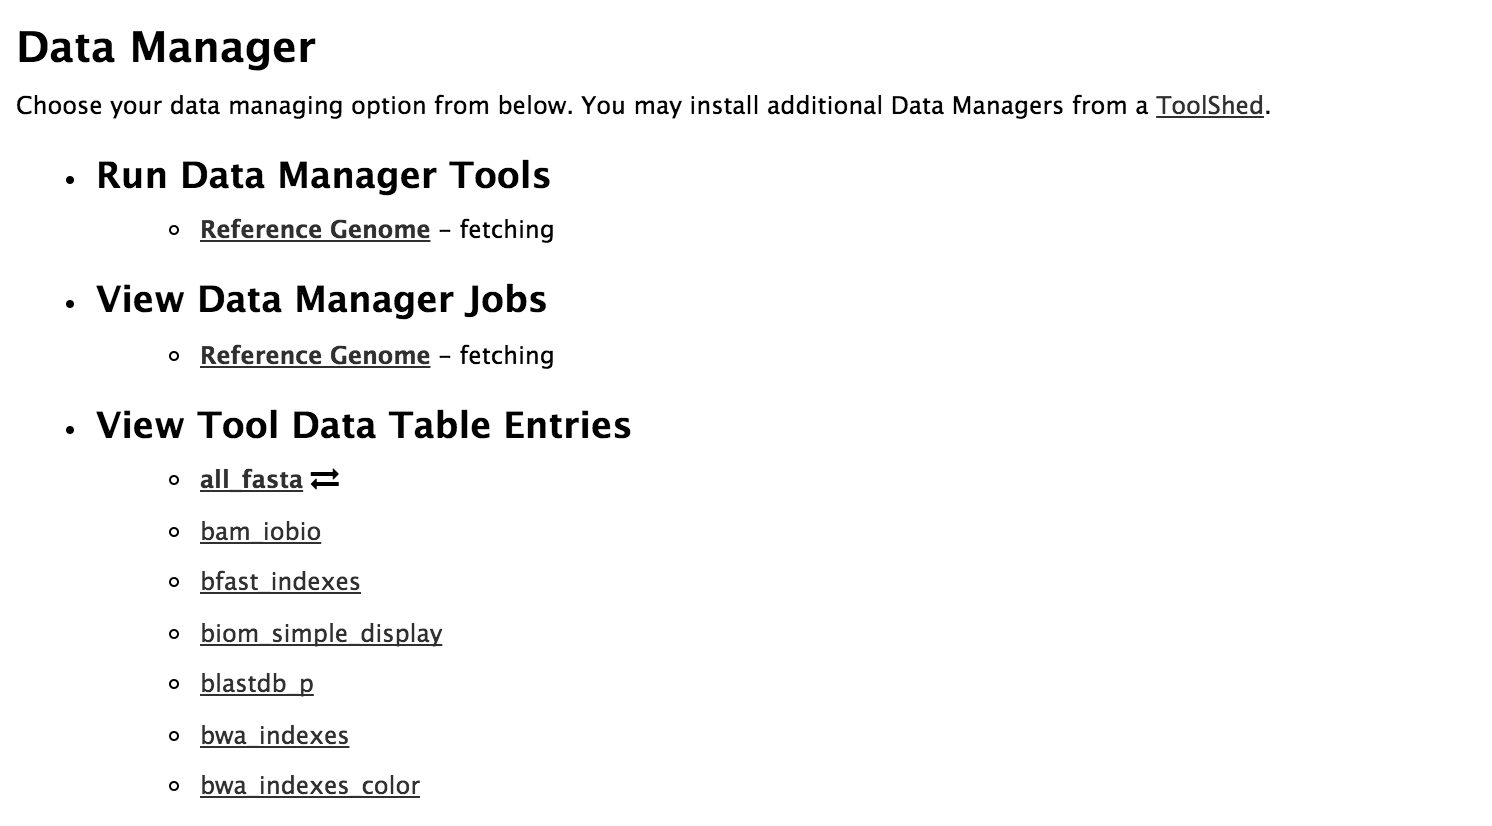 Data Manager
Choose your data managing option from below. You may install additional Data Managers from a ToolShed.
Run Data Manager Tools
Reference Genome – fetching
View Data Manager Jobs
Reference Genome – fetching
View Tool Data Table Entries
all_fasta
bam_iobio
bfast_indexes
biom_simple_display
blastdb_p
bwa_indexes
bwa_indexes_color